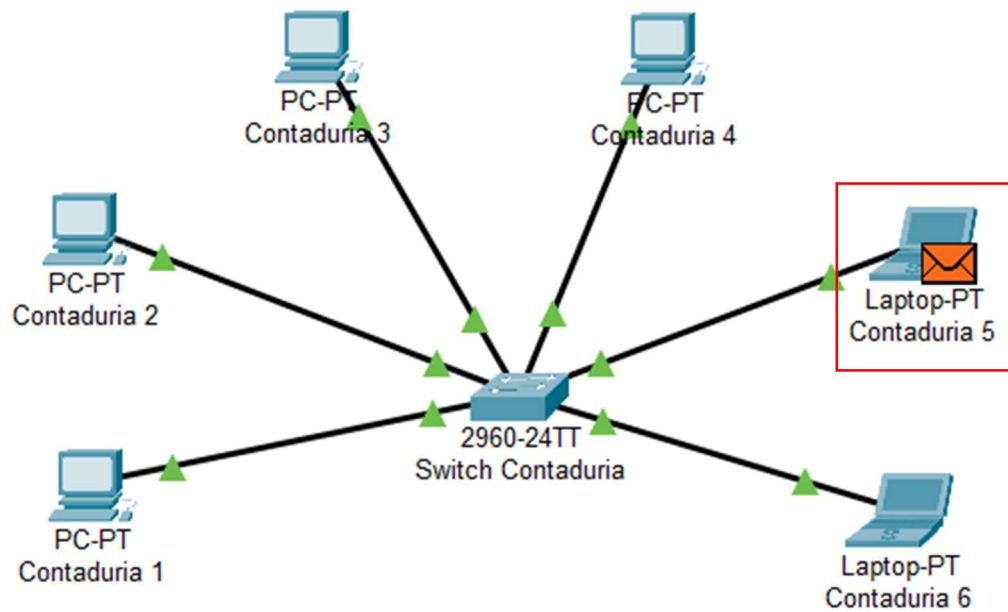 PC-PT
Contaduria 3
PC-PT
Contaduria 4
PC-PT
Contaduria 2
Laptop-PT
Contaduria 5
2960-24TT
Switch Contaduria
PC-PT
Contaduria 1
Laptop-PT
Contaduria 6